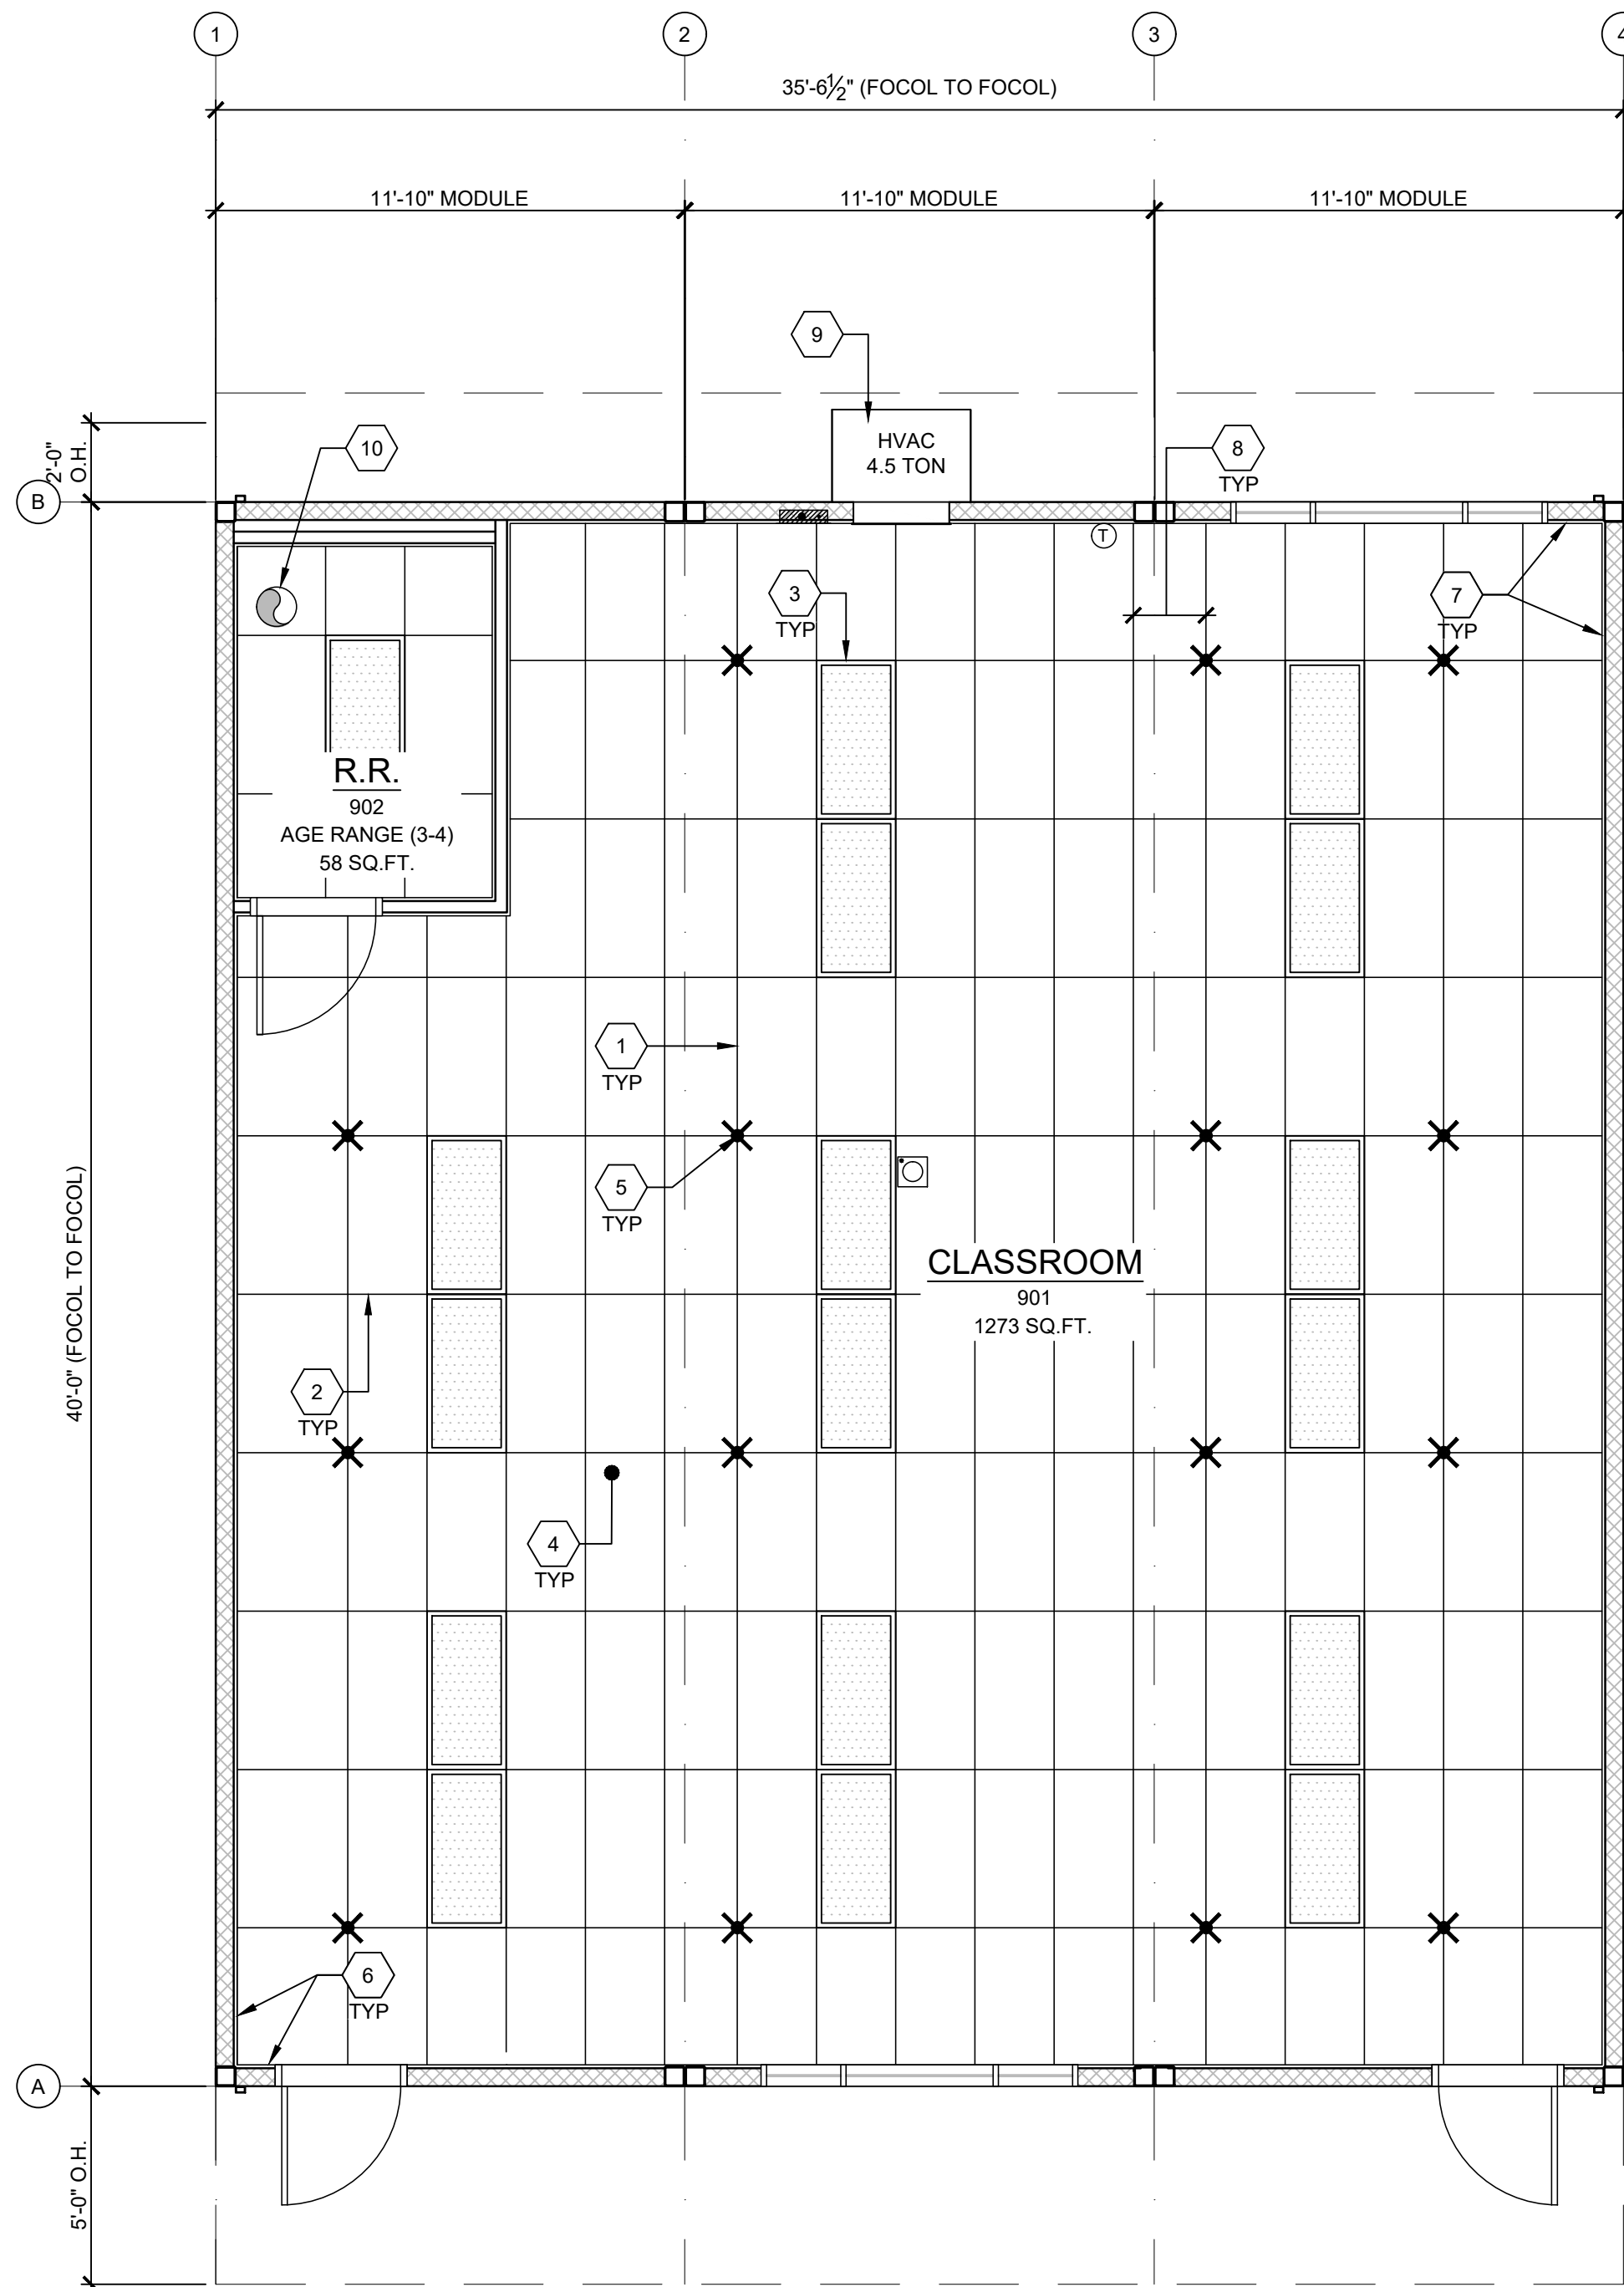 1
2
3
4
35'-6½" (FOCOL TO FOCOL)
11'-10" MODULE
11'-10" MODULE
11'-10" MODULE
9
HVAC
4.5 TON
2'-0"
O.H.
10
8
TYP
B
T
3
TYP
7
TYP
R.R.
902
AGE RANGE (3-4)
58 SQ.FT.
1
TYP
5
TYP
CLASSROOM
901
1273 SQ.FT.
40'-0" (FOCOL TO FOCOL)
2
TYP
4
TYP
6
TYP
A
5'-0" O.H.